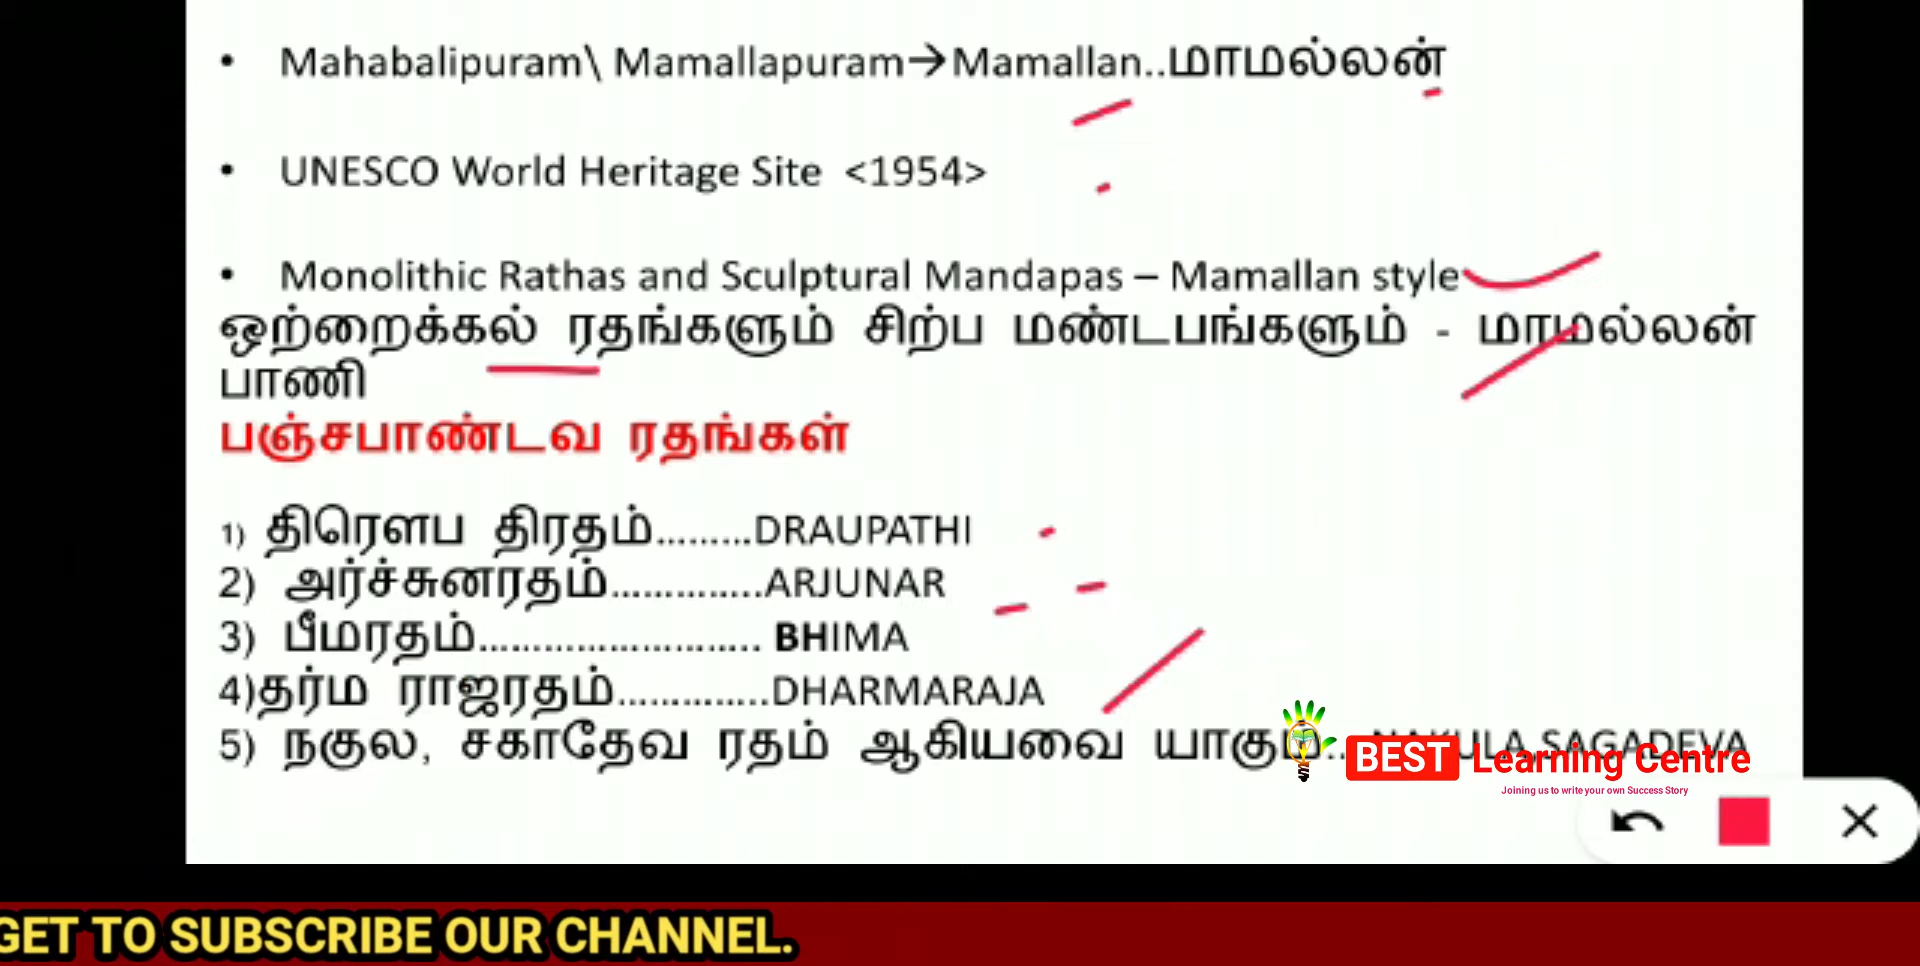 • Mahabalipuram\ Mamallapuram→Mamallan..மாமல்லன்
• UNESCO World Heritage Site <1954>
• Monolithic Rathas and Sculptural Mandapas – Mamallan style
ஒற்றைக்கல் ரதங்களும் சிற்ப மண்டபங்களும் - மாமல்லன்
பாணி
பஞ்சபாண்டவ ரதங்கள்
1) திரௌப திரதம்.........DRAUPATHI
2) அர்ச்சுனரதம்..............ARJUNAR
3) பீமரதம்......................... BHIMA
4)தர்ம ராஜரதம்..............DHARMARAJA
5) நகுல, சகாதேவ ரதம் ஆகியவை யாகும்...NAKULA,SAGADEVA
BEST Learning Centre
Joining us to write your own Success Story
GET TO SUBSCRIBE OUR CHANNEL.